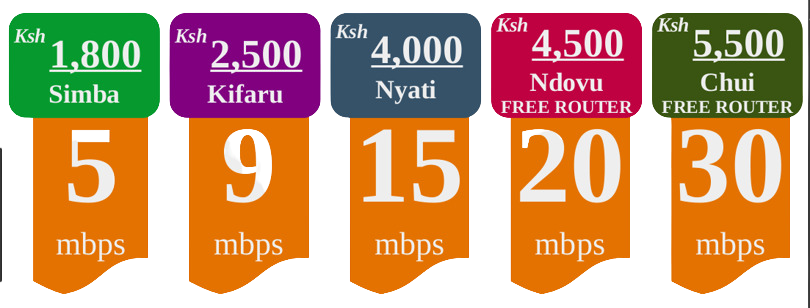 Ksh 1,800
Simba
5
mbps
Ksh 2,500
Kifaru
9
mbps
Ksh 4,000
Nyati
15
mbps
Ksh 4,500
Ndovu
FREE ROUTER
20
mbps
Ksh 5,500
Chui
FREE ROUTER
30
mbps